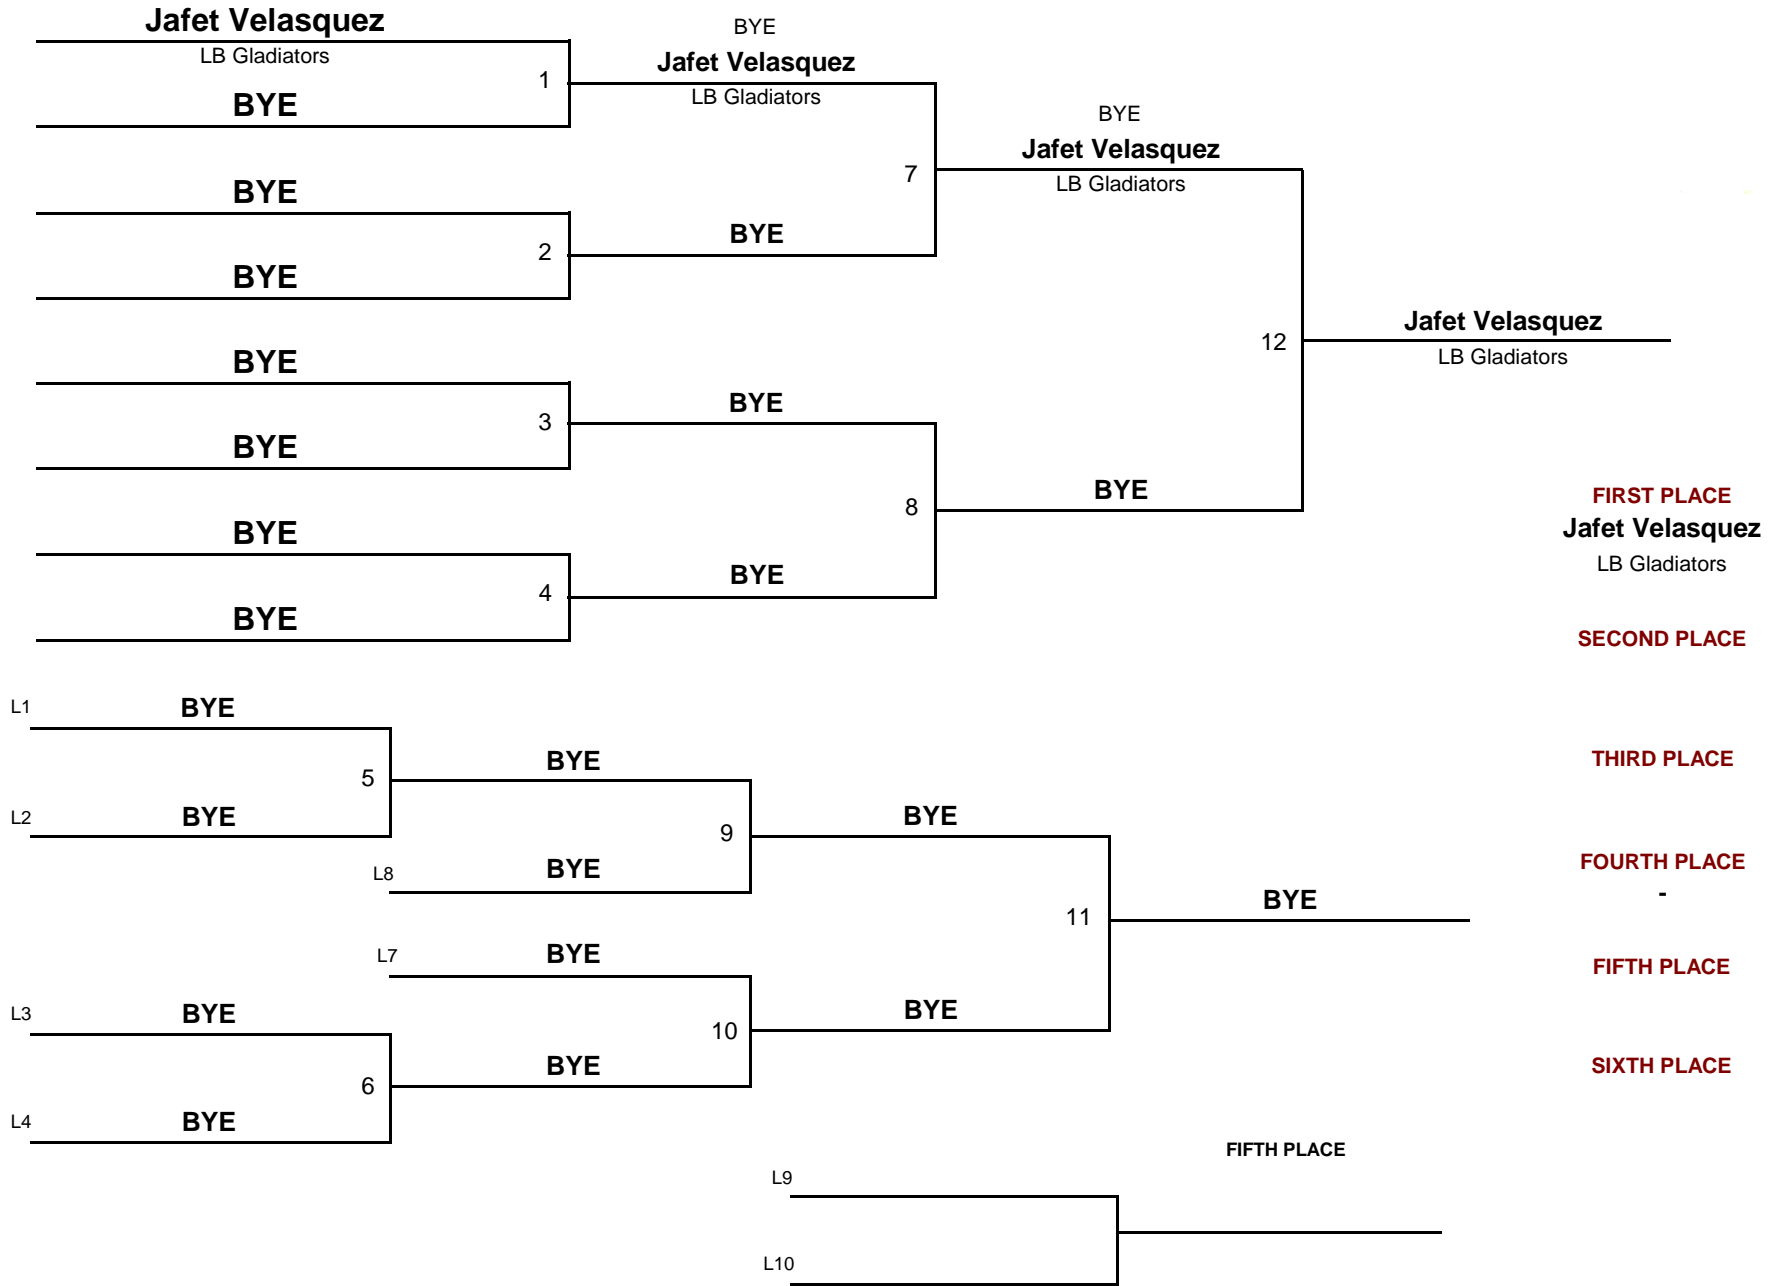 Jafet Velasquez
LB Gladiators
1
BYE
BYE
Jafet Velasquez
LB Gladiators
BYE
2
BYE
BYE
7
BYE
Jafet Velasquez
LB Gladiators
BYE
3
BYE
BYE
BYE
4
BYE
BYE
8
BYE
12
Jafet Velasquez
LB Gladiators
FIRST PLACE
Jafet Velasquez
LB Gladiators
SECOND PLACE
THIRD PLACE
FOURTH PLACE
-
FIFTH PLACE
SIXTH PLACE
L1
BYE
5
L2
BYE
BYE
9
L8
BYE
BYE
L7
BYE
10
BYE
L3
BYE
6
L4
BYE
BYE
11
BYE
FIFTH PLACE
L9
L10